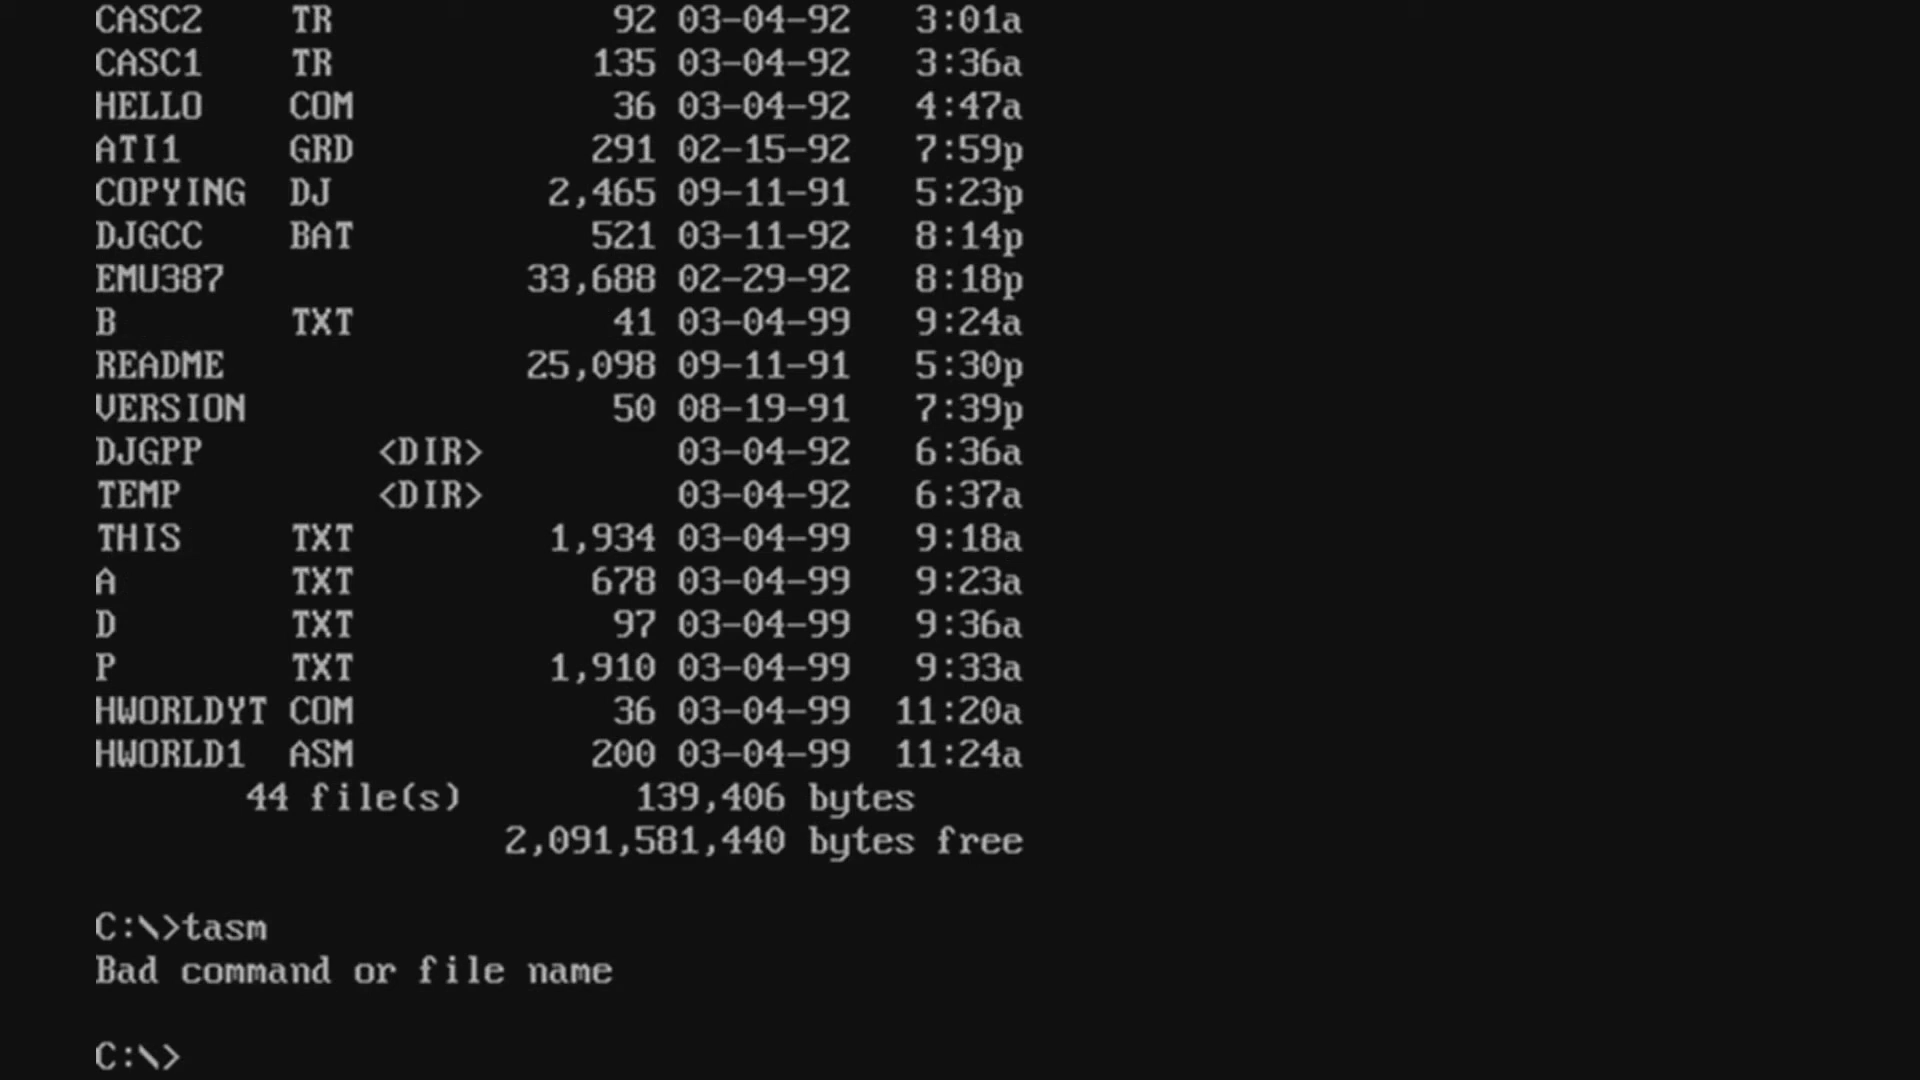 CASC2    TR             92 03-04-92   3:01a
CASC1    TR            135 03-04-92   3:36a
HELLO    COM            36 03-04-92   4:47a
ATI1     GRD           291 02-15-92   7:59p
COPYING  DJ          2,465 09-11-91   5:23p
DJGCC    BAT           521 03-11-92   8:14p
EMU387              33,688 02-29-92   8:18p
B        TXT            41 03-04-99   9:24a
README              25,098 09-11-91   5:30p
VERSION                 50 08-19-91   7:39p
DJGPP        <DIR>         03-04-92   6:36a
TEMP         <DIR>         03-04-92   6:37a
THIS     TXT         1,934 03-04-99   9:18a
A        TXT           678 03-04-99   9:23a
D        TXT            97 03-04-99   9:36a
P        TXT         1,910 03-04-99   9:33a
HWORLDYT COM            36 03-04-99  11:20a
HWORLD1  ASM           200 03-04-99  11:24a
44 file(s)        139,406 bytes
2,091,581,440 bytes free
C:\>tasm
Bad command or file name
C:\>